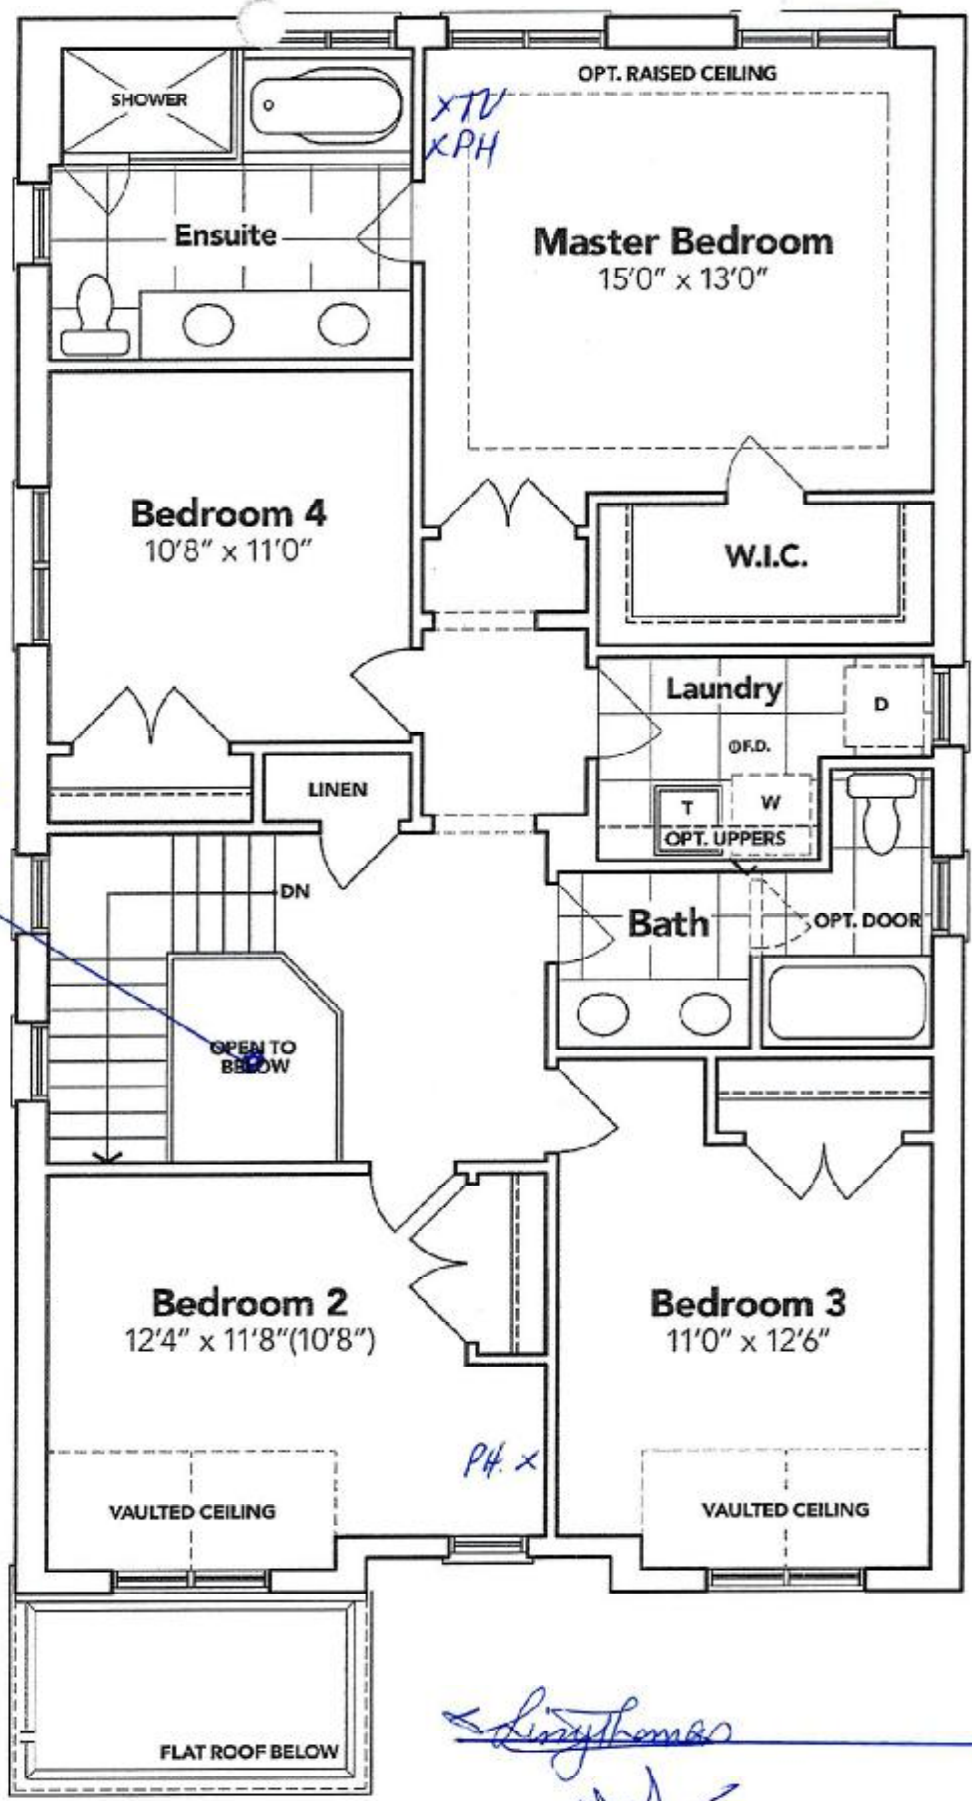 OPT. RAISED CEILING
SHOWER
XTV
XPH
Ensuite
Master Bedroom
15'0" x 13'0"
Bedroom 4
10'8" x 11'0"
W.I.C.
Laundry
D
F.D.
LINEN
T
W
OPT. UPPERS
DN
Bath
OPT. DOOR
OPEN TO
BELOW
Bedroom 2
12'4" x 11'8"(10'8")
Bedroom 3
11'0" x 12'6"
PH. x
VAULTED CEILING
VAULTED CEILING
FLAT ROOF BELOW